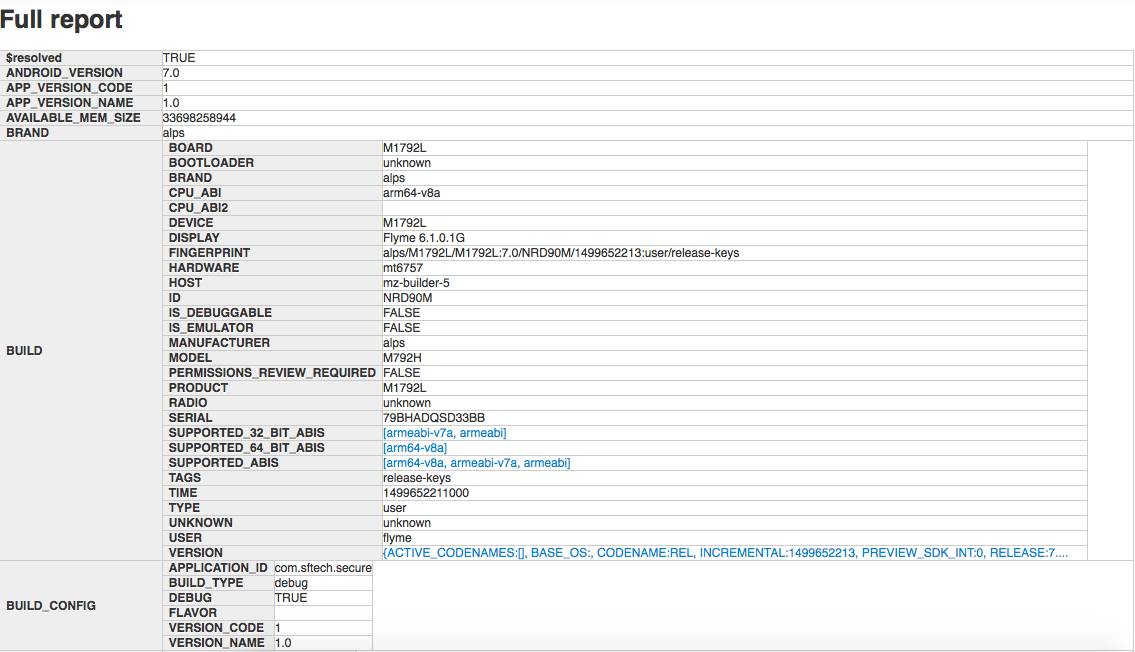 Full report
$resolved TRUE
ANDROID_VERSION 7.0
APP_VERSION_CODE 1
APP_VERSION_NAME 1.0
AVAILABLE_MEM_SIZE 33698258944
BRAND alps
BUILD
BOARD M1792L
BOOTLOADER unknown
BRAND alps
CPU_ABI arm64-v8a
CPU_ABI2
DEVICE M1792L
DISPLAY Flyme 6.1.0.1G
FINGERPRINT alps/M1792L/M1792L:7.0/NRD90M/1499652213:user/release-keys
HARDWARE mt6757
HOST mz-builder-5
ID NRD90M
IS_DEBUGGABLE FALSE
IS_EMULATOR FALSE
MANUFACTURER alps
MODEL M792H
PERMISSIONS_REVIEW_REQUIRED FALSE
PRODUCT M1792L
RADIO unknown
SERIAL 79BHADQSD33BB
SUPPORTED_32_BIT_ABIS [armeabi-v7a, armeabi]
SUPPORTED_64_BIT_ABIS [arm64-v8a]
SUPPORTED_ABIS [arm64-v8a, armeabi-v7a, armeabi]
TAGS release-keys
TIME 1499652211000
TYPE user
UNKNOWN unknown
USER flyme
VERSION {ACTIVE_CODENAMES:[], BASE_OS:, CODENAME:REL, INCREMENTAL:1499652213, PREVIEW_SDK_INT:0, RELEASE:7....
BUILD_CONFIG
APPLICATION_ID com.sftech.secure
BUILD_TYPE debug
DEBUG TRUE
FLAVOR
VERSION_CODE 1
VERSION_NAME 1.0